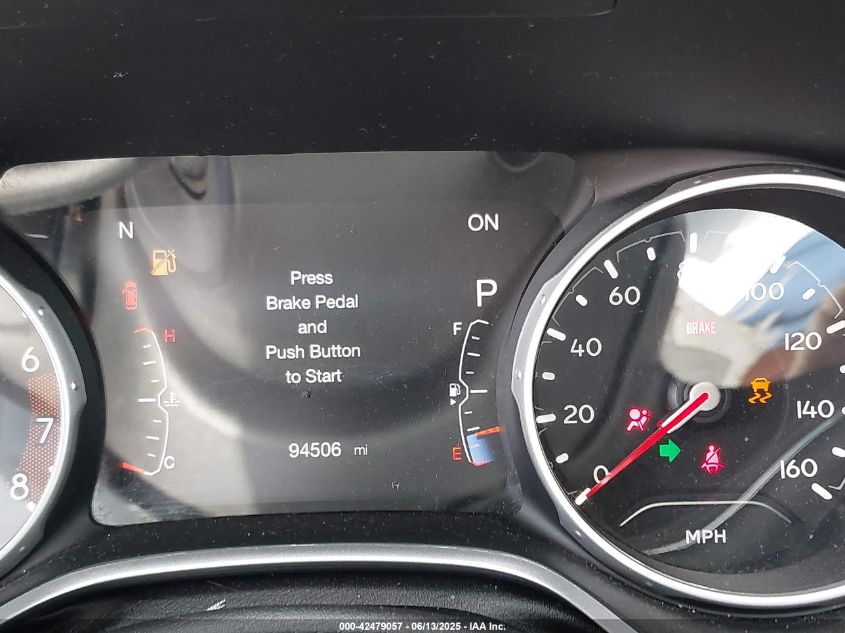 N
ON
Press
Brake Pedal
and
Push Button
to Start
P
H
C
F
E
94506 mi
6
7
8
0
20
40
60
80
100
120
140
160
BRAKE
MPH
000-42479057 - 06/13/2025 - IAA Inc.